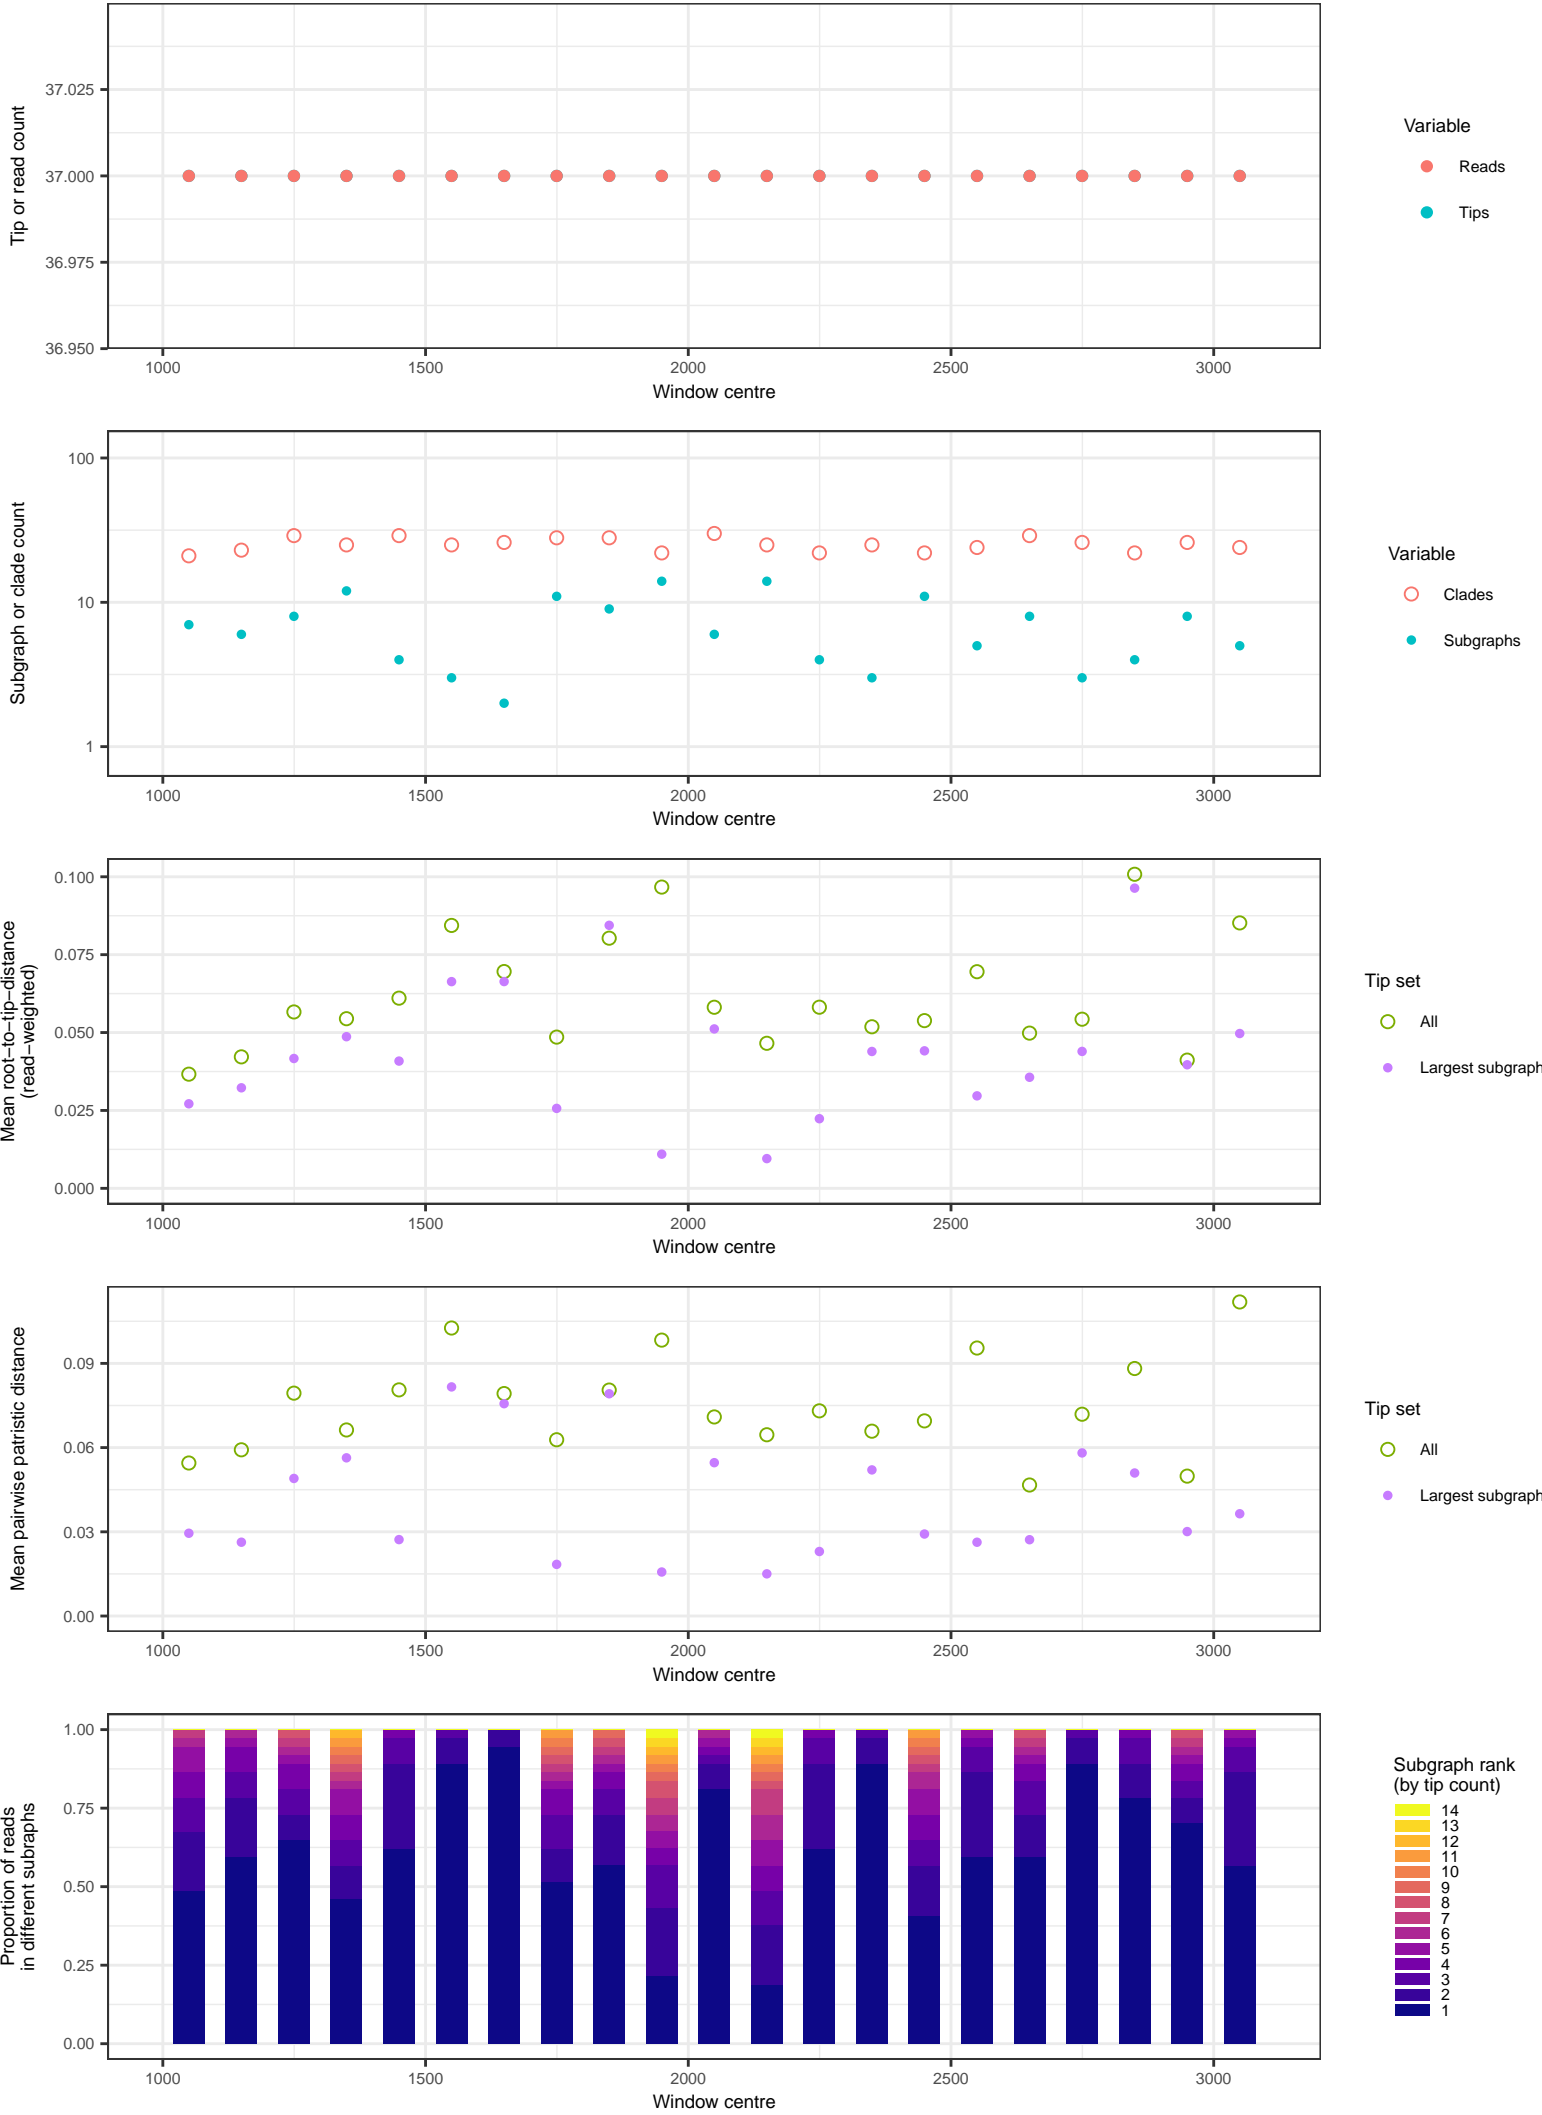 Tip or read count
37.025
37.000
36.975
36.950
1000
1500
2000
2500
3000
Window centre
Variable
Reads
Tips
Subgraph or clade count
100
10
1
1000
1500
2000
2500
3000
Window centre
Variable
Clades
Subgraphs
Mean root−to−tip−distance
(read−weighted)
0.100
0.075
0.050
0.025
0.000
1000
1500
2000
2500
3000
Window centre
Tip set
All
Largest subgraph
Mean pairwise patristic distance
0.09
0.06
0.03
0.00
1000
1500
2000
2500
3000
Window centre
Tip set
All
Largest subgraph
Proportion of reads
in different subraphs
1.00
0.75
0.50
0.25
0.00
1000
1500
2000
2500
3000
Window centre
Subgraph rank
(by tip count)
14
13
12
11
10
9
8
7
6
5
4
3
2
1